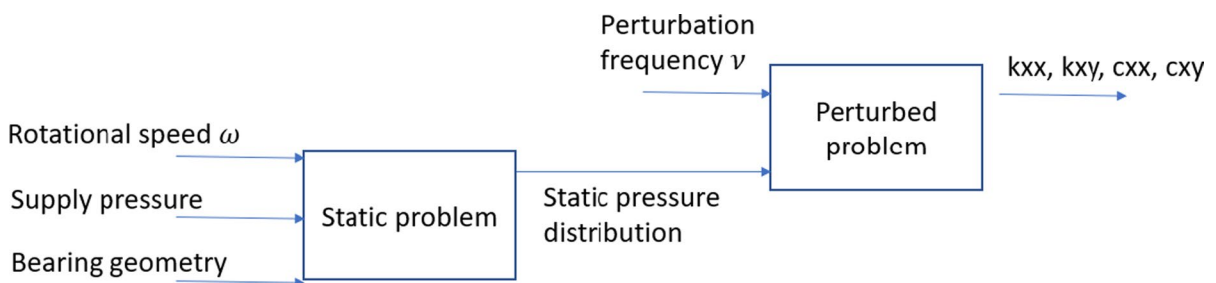 Perturbation
frequency ν
kxx, kxy, cxx, cxy
Perturbed
problem
Rotational speed ω
Supply pressure
Static problem
Static pressure
distribution
Bearing geometry